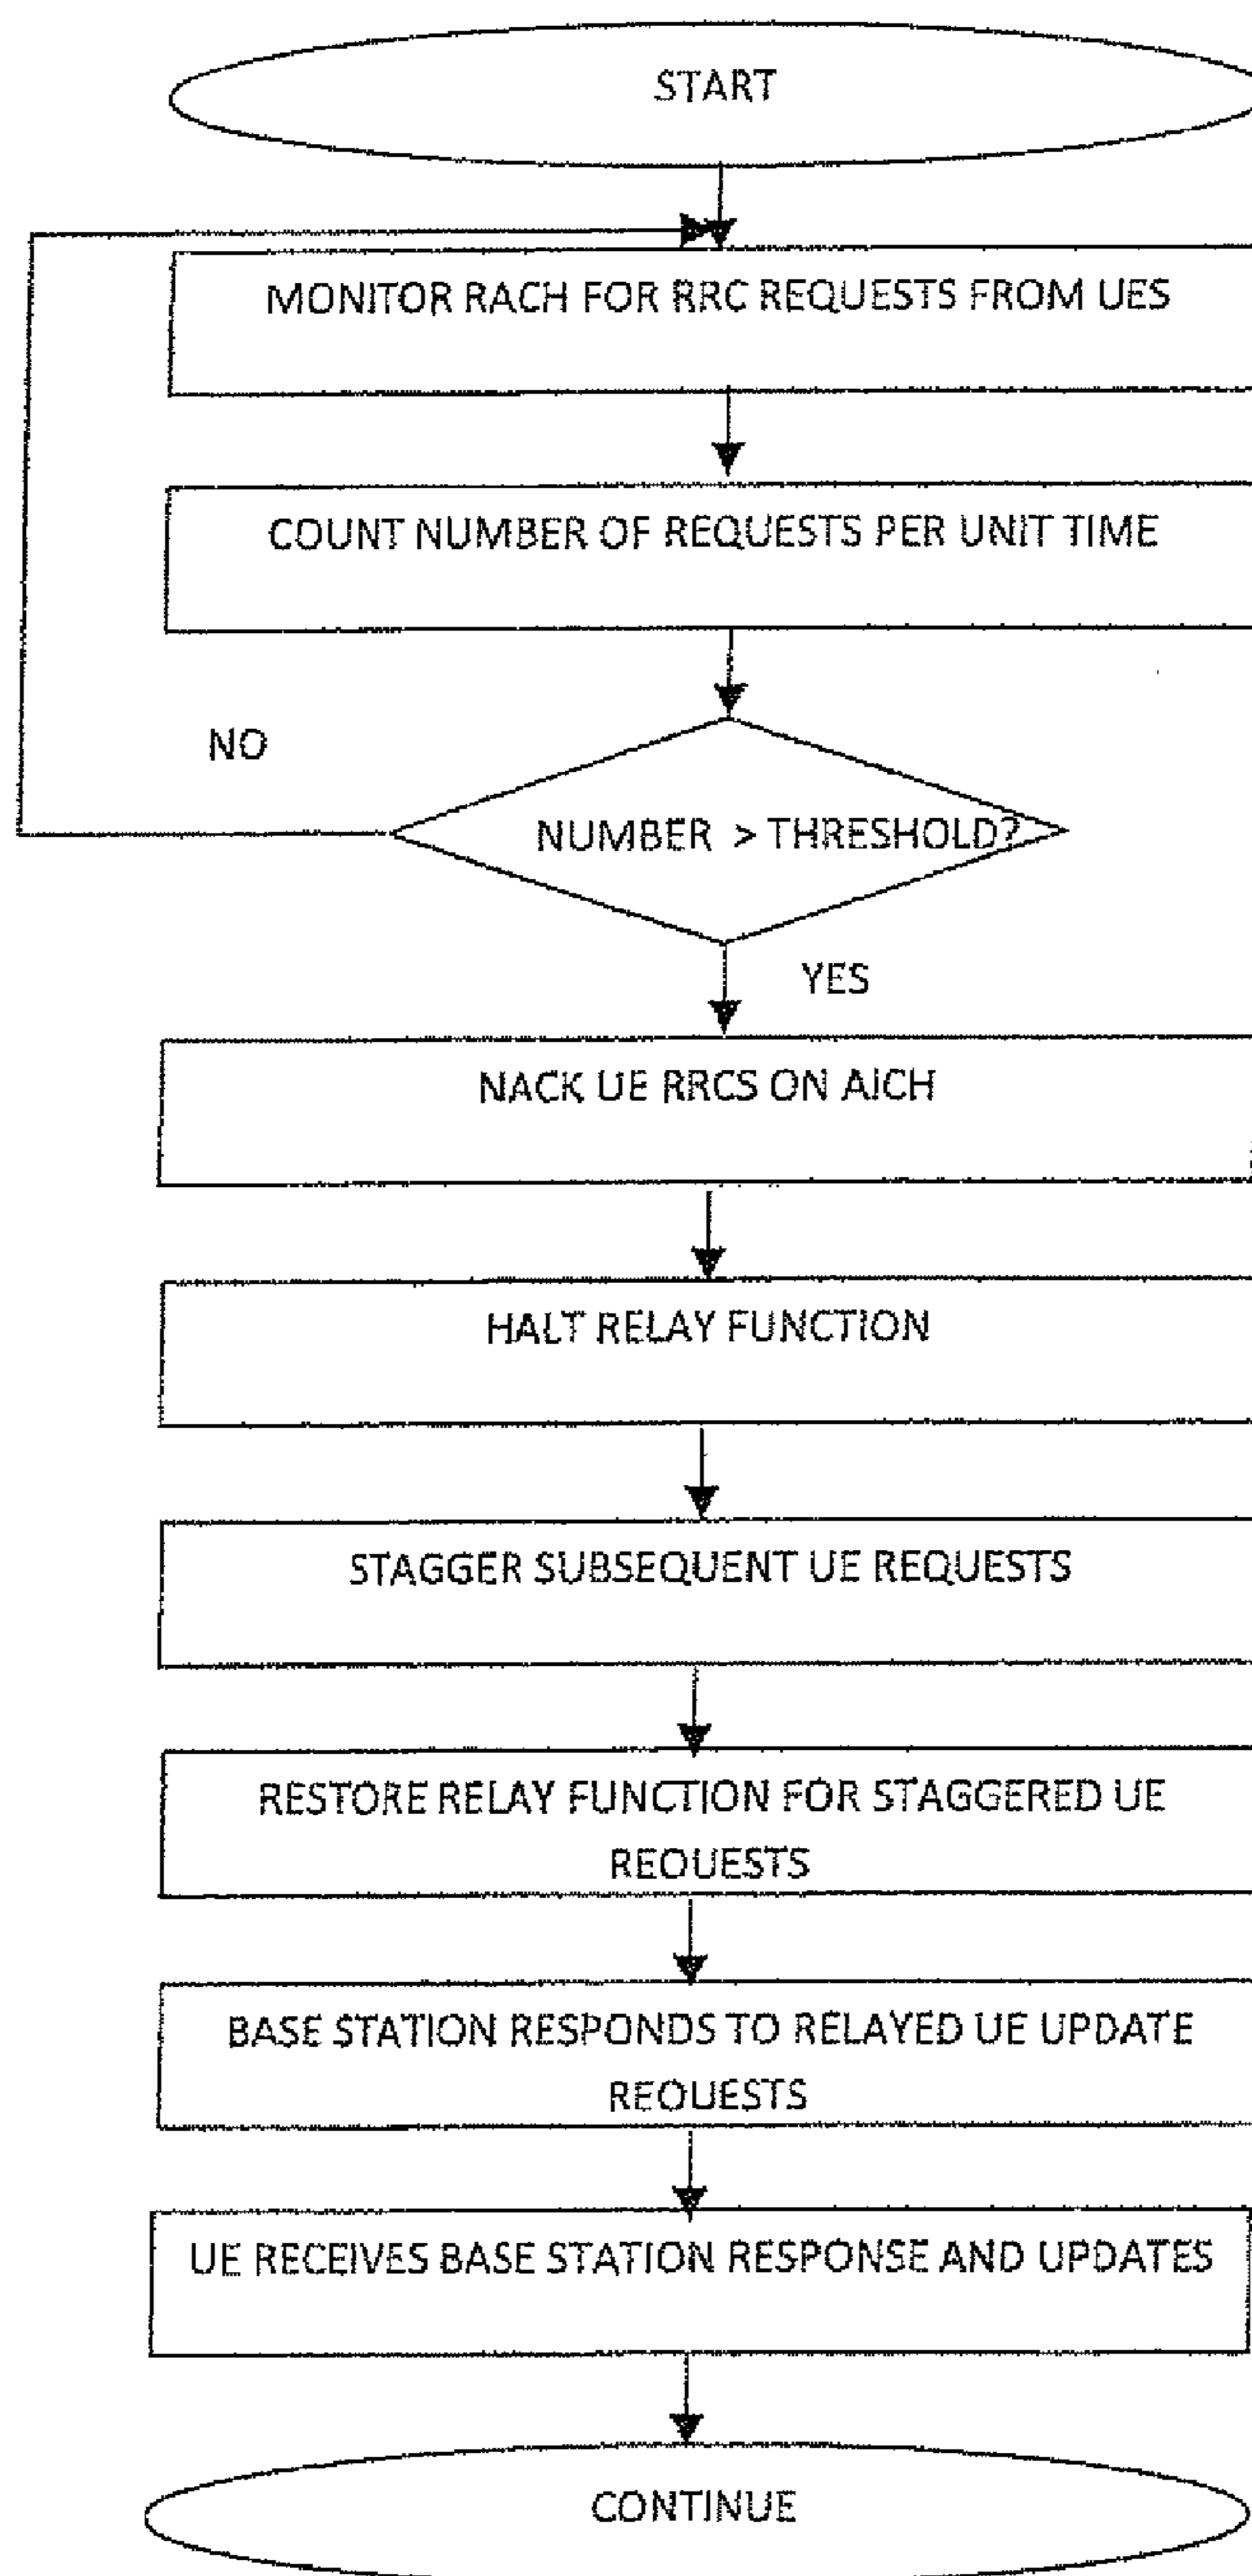 START
MONITOR RACH FOR RRC REQUESTS FROM UES
COUNT NUMBER OF REQUESTS PER UNIT TIME
NO
NUMBER > THRESHOLD?
YES
NACK UE RRCS ON AICH
HALT RELAY FUNCTION
STAGGER SUBSEQUENT UE REQUESTS
RESTORE RELAY FUNCTION FOR STAGGERED UE
REQUESTS
BASE STATION RESPONDS TO RELAYED UE UPDATE
REQUESTS
UE RECEIVES BASE STATION RESPONSE AND UPDATES
CONTINUE